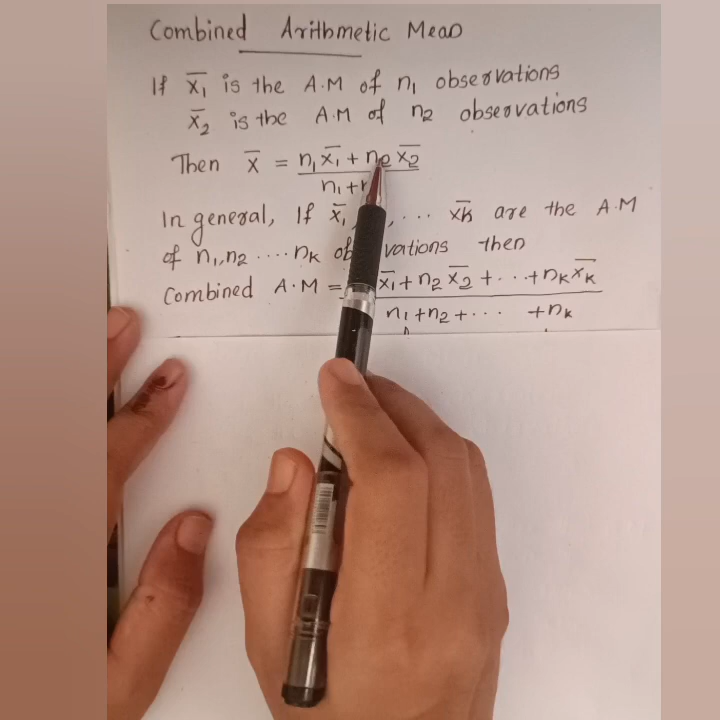 Combined Arithmetic Mean
If x̄₁ is the A.M of n₁ observations
x̄₂ is the A.M of n₂ observations
Then x̄ = n₁x̄₁ + n₂x̄₂
n₁+
In general, If x̄₁, ... x̄k are the A.M
of n₁,n₂ ..... nk of then
Combined A.M = x̄₁+n₂x̄₂ +...+nkx̄k
n₁+n₂+... +nk